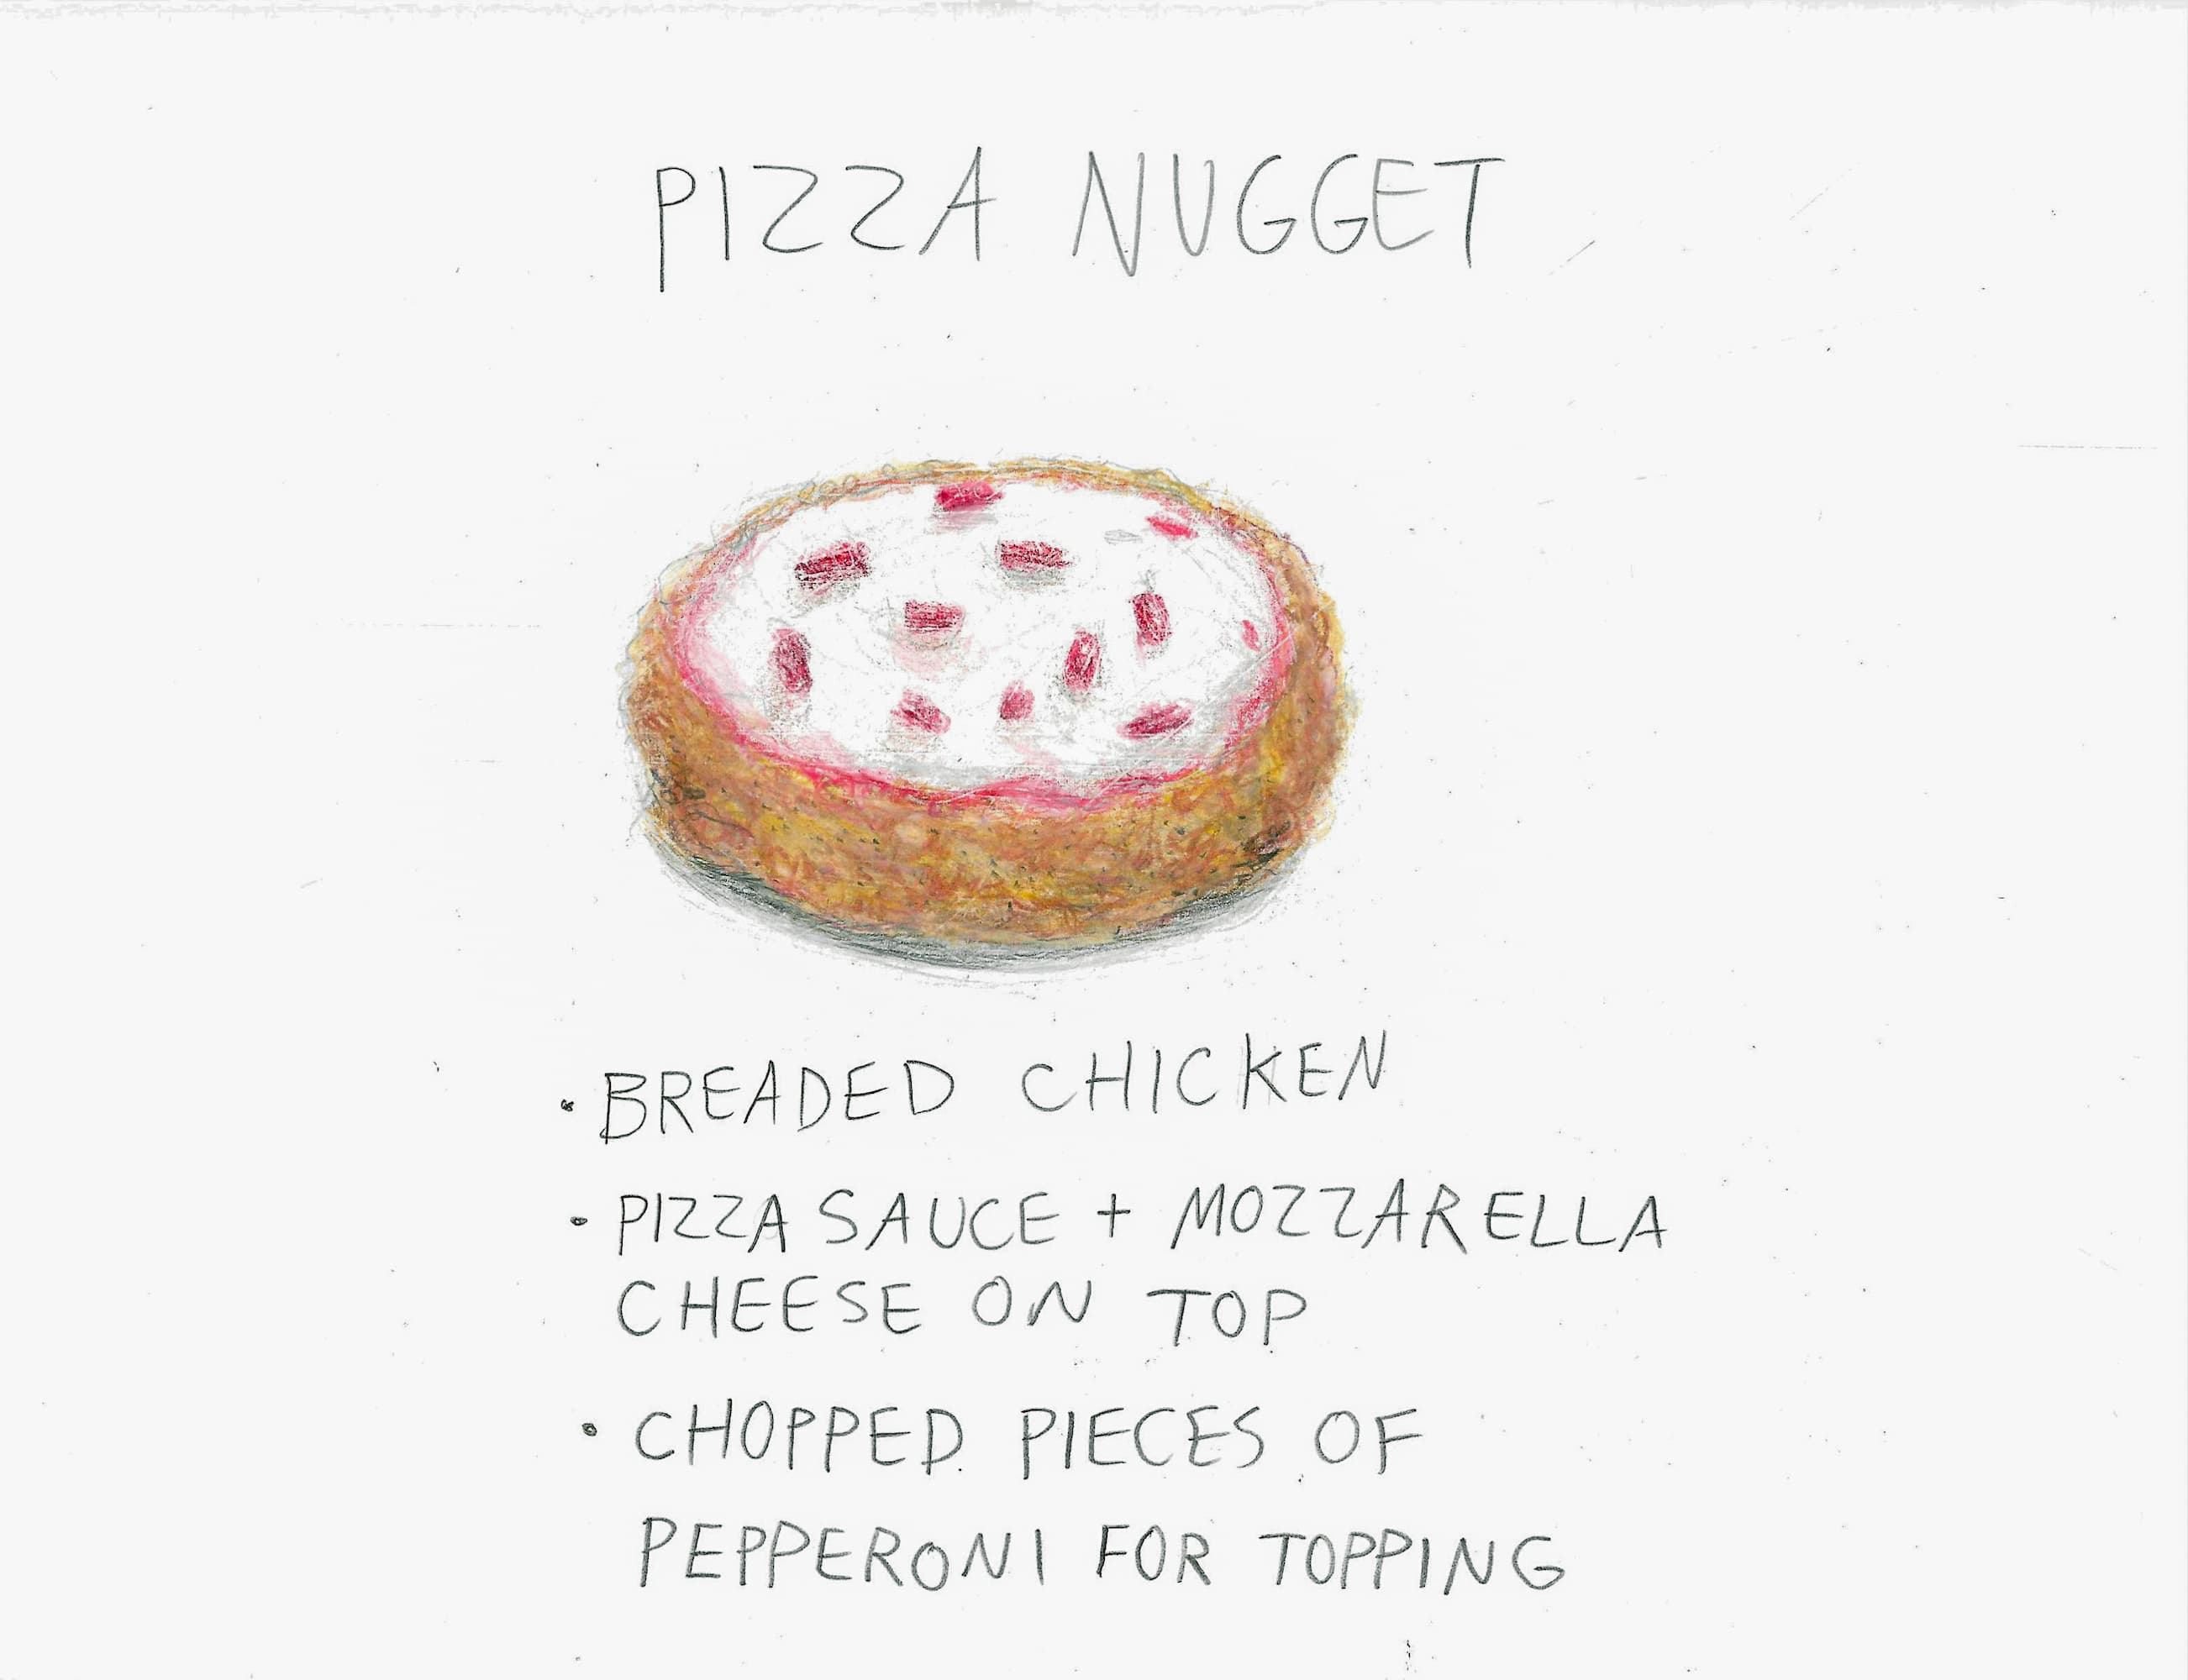 PIZZA NUGGET
• BREADED CHICKEN
• PIZZA SAUCE + MOZZARELLA
CHEESE ON TOP
• CHOPPED PIECES OF
PEPPERONI FOR TOPPING